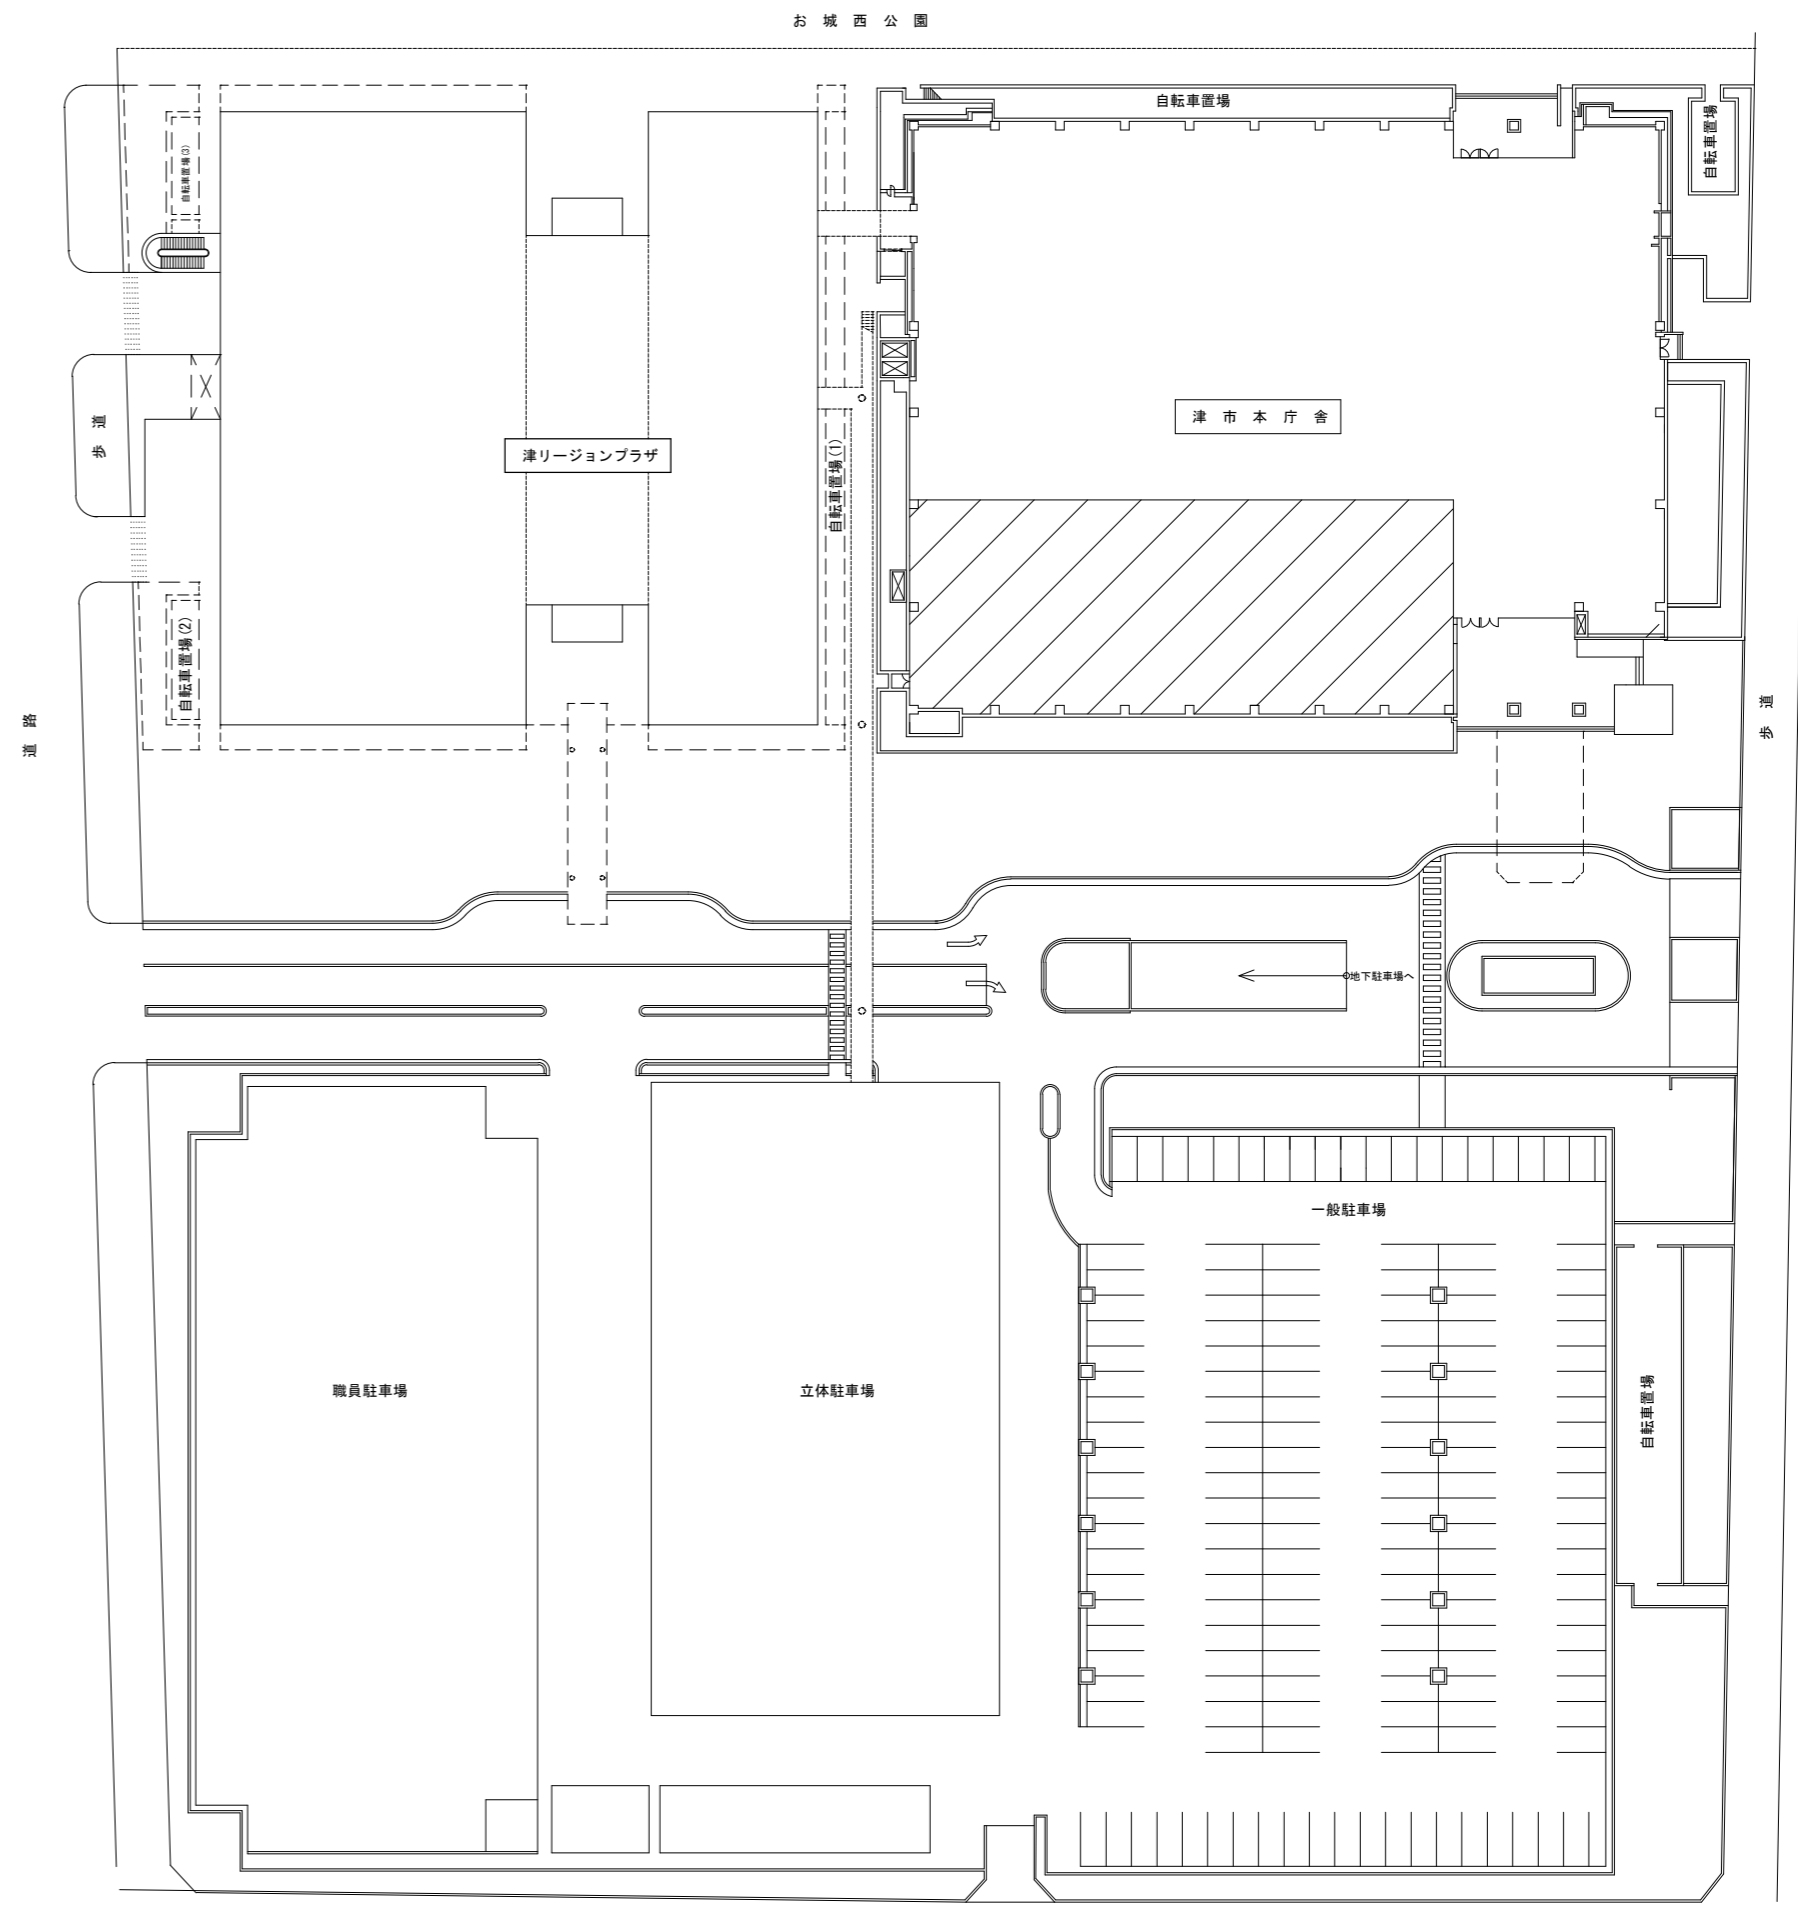 お城西公園
自転車置場
自転車置場
自転車置場(3)
歩道
津リージョンプラザ
自転車置場(1)
津市本庁舎
自転車置場(2)
道路
歩道
地下駐車場へ
一般駐車場
職員駐車場
立体駐車場
自転車置場